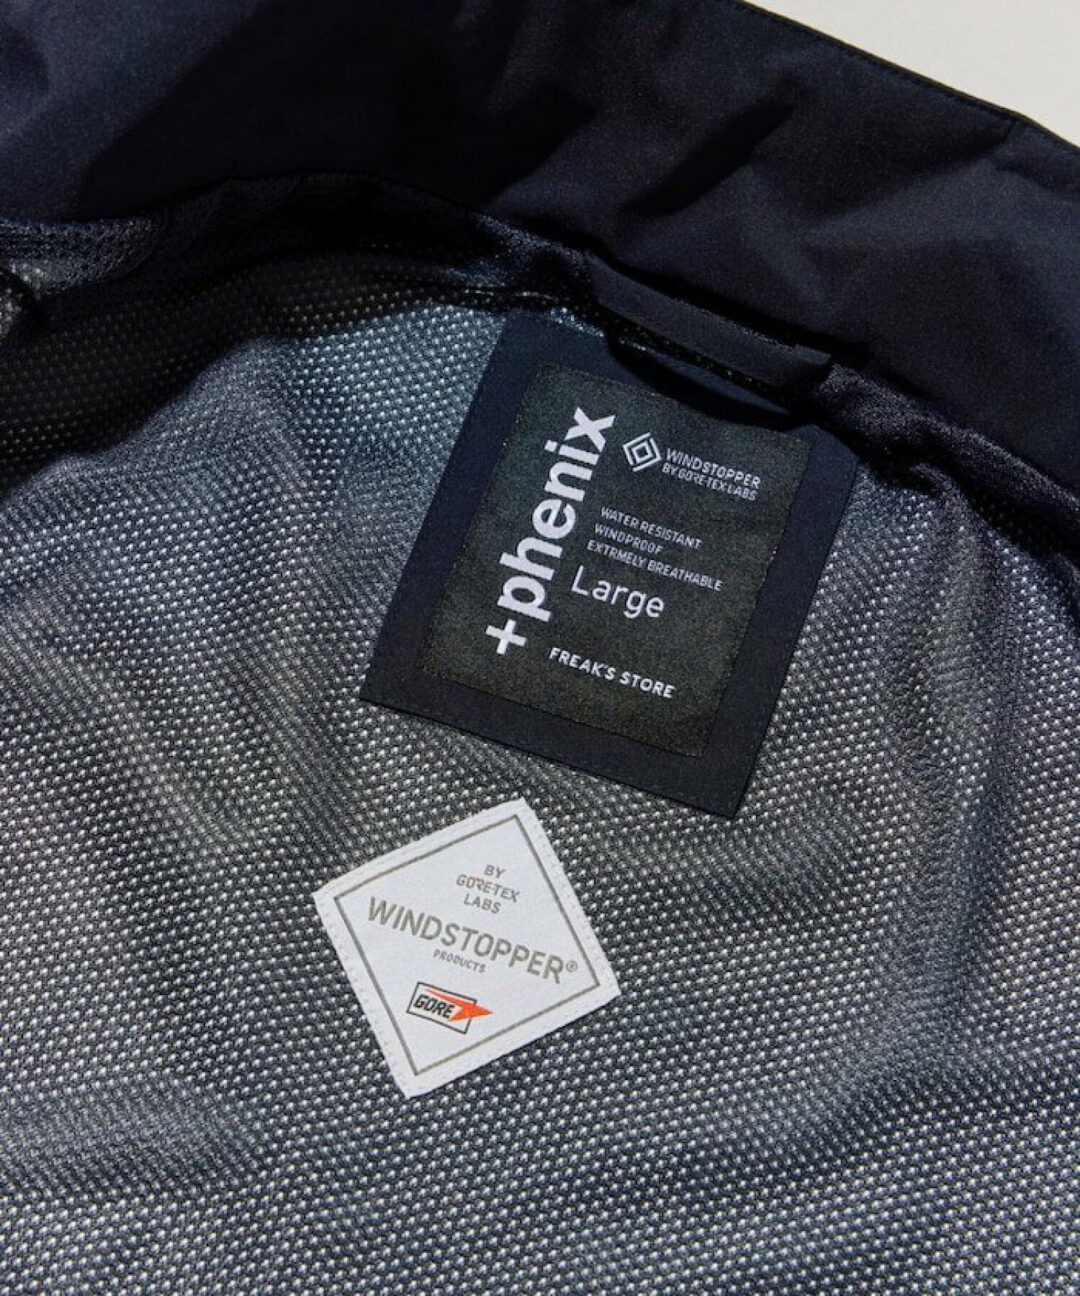 +phenix
WINDSTOPPER
BY GORE-TEX LABS
WATER RESISTANT
WINDPROOF
EXTRMELY BREATHABLE
Large
FREAK'S STORE
BY
GORE-TEX
LABS
WINDSTOPPER®
PRODUCTS
GORE